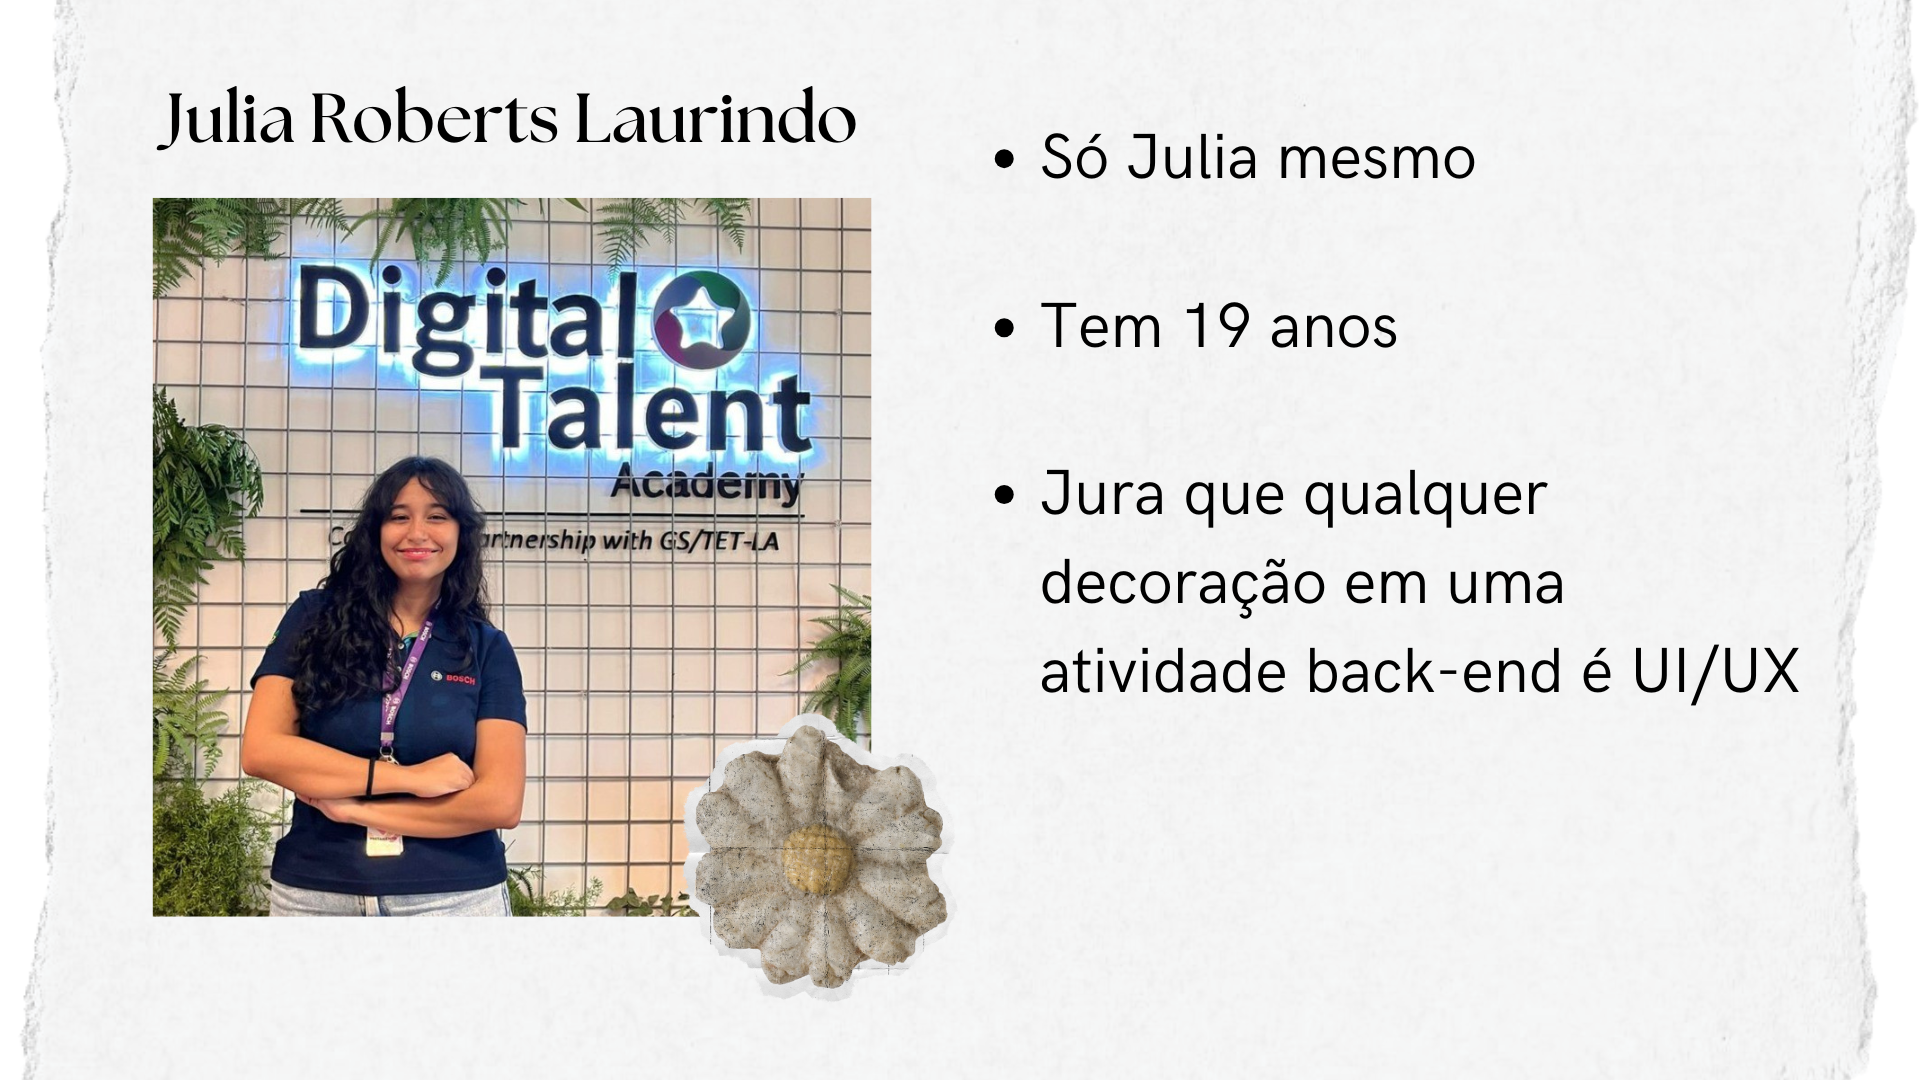 Julia Roberts Laurindo
Digital
Talent
Academy
artnership with GS/TET-LA
BOSCH
BOSCH
• Só Julia mesmo
• Tem 19 anos
• Jura que qualquer
decoração em uma
atividade back-end é UI/UX